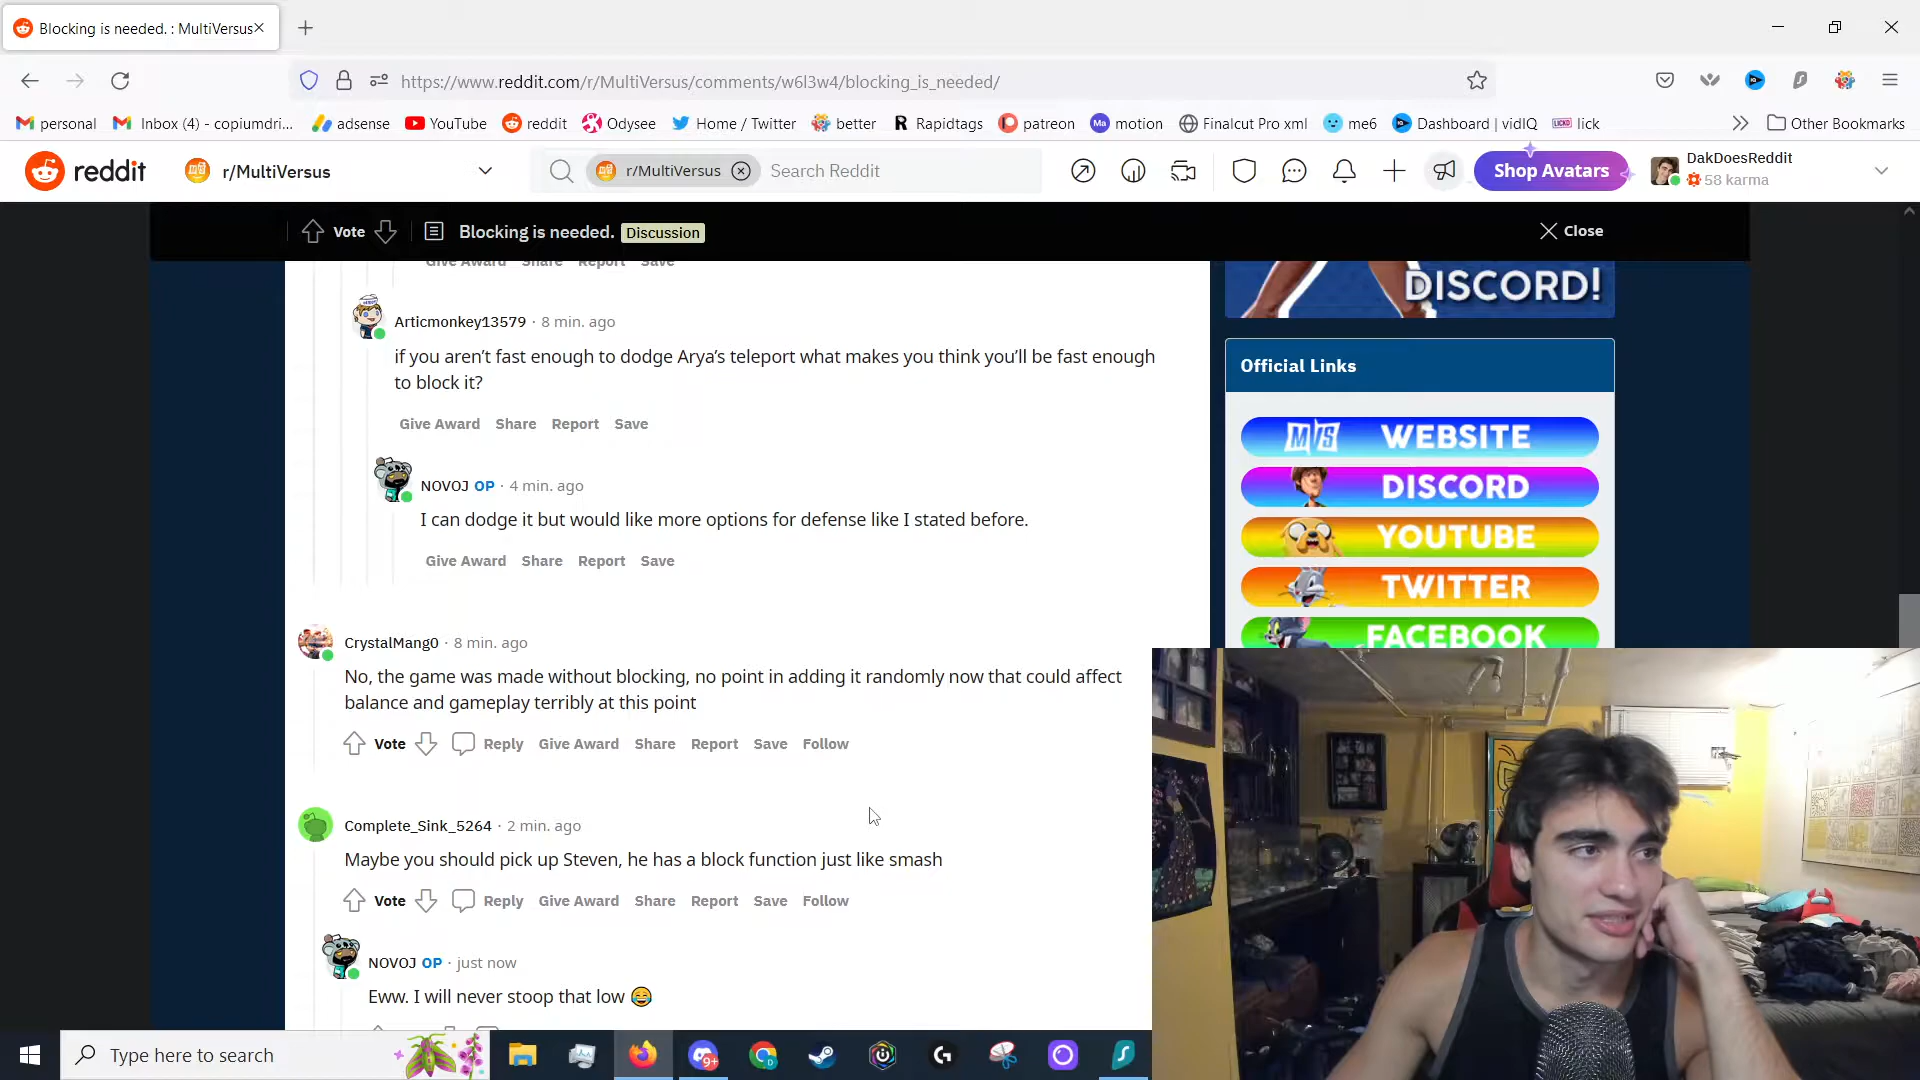 Blocking is needed. : MultiVersus
https://www.reddit.com/r/MultiVersus/comments/w6l3w4/blocking_is_needed/
personal
Inbox (4) - copiumdri...
adsense
YouTube
reddit
Odysee
Home / Twitter
better
Rapidtags
patreon
Ma
motion
Finalcut Pro xml
me6
Dashboard | vidIQ
lick
Other Bookmarks
reddit
r/MultiVersus
r/MultiVersus
Search Reddit
Shop Avatars
DakDoesReddit
58 karma
Vote
Blocking is needed.
Discussion
Close
Give Award Share Report Save
DISCORD!
Articmonkey13579 · 8 min. ago
if you aren't fast enough to dodge Arya's teleport what makes you think you'll be fast enough
to block it?
Give Award Share Report Save
NOVOJ OP · 4 min. ago
I can dodge it but would like more options for defense like I stated before.
Give Award Share Report Save
CrystalMang0 · 8 min. ago
No, the game was made without blocking, no point in adding it randomly now that could affect
balance and gameplay terribly at this point
Vote Reply Give Award Share Report Save Follow
Complete_Sink_5264 · 2 min. ago
Maybe you should pick up Steven, he has a block function just like smash
Vote Reply Give Award Share Report Save Follow
NOVOJ OP · just now
Eww. I will never stoop that low 😂
Official Links
M/S WEBSITE
DISCORD
YOUTUBE
TWITTER
FACEBOOK
Type here to search
9+